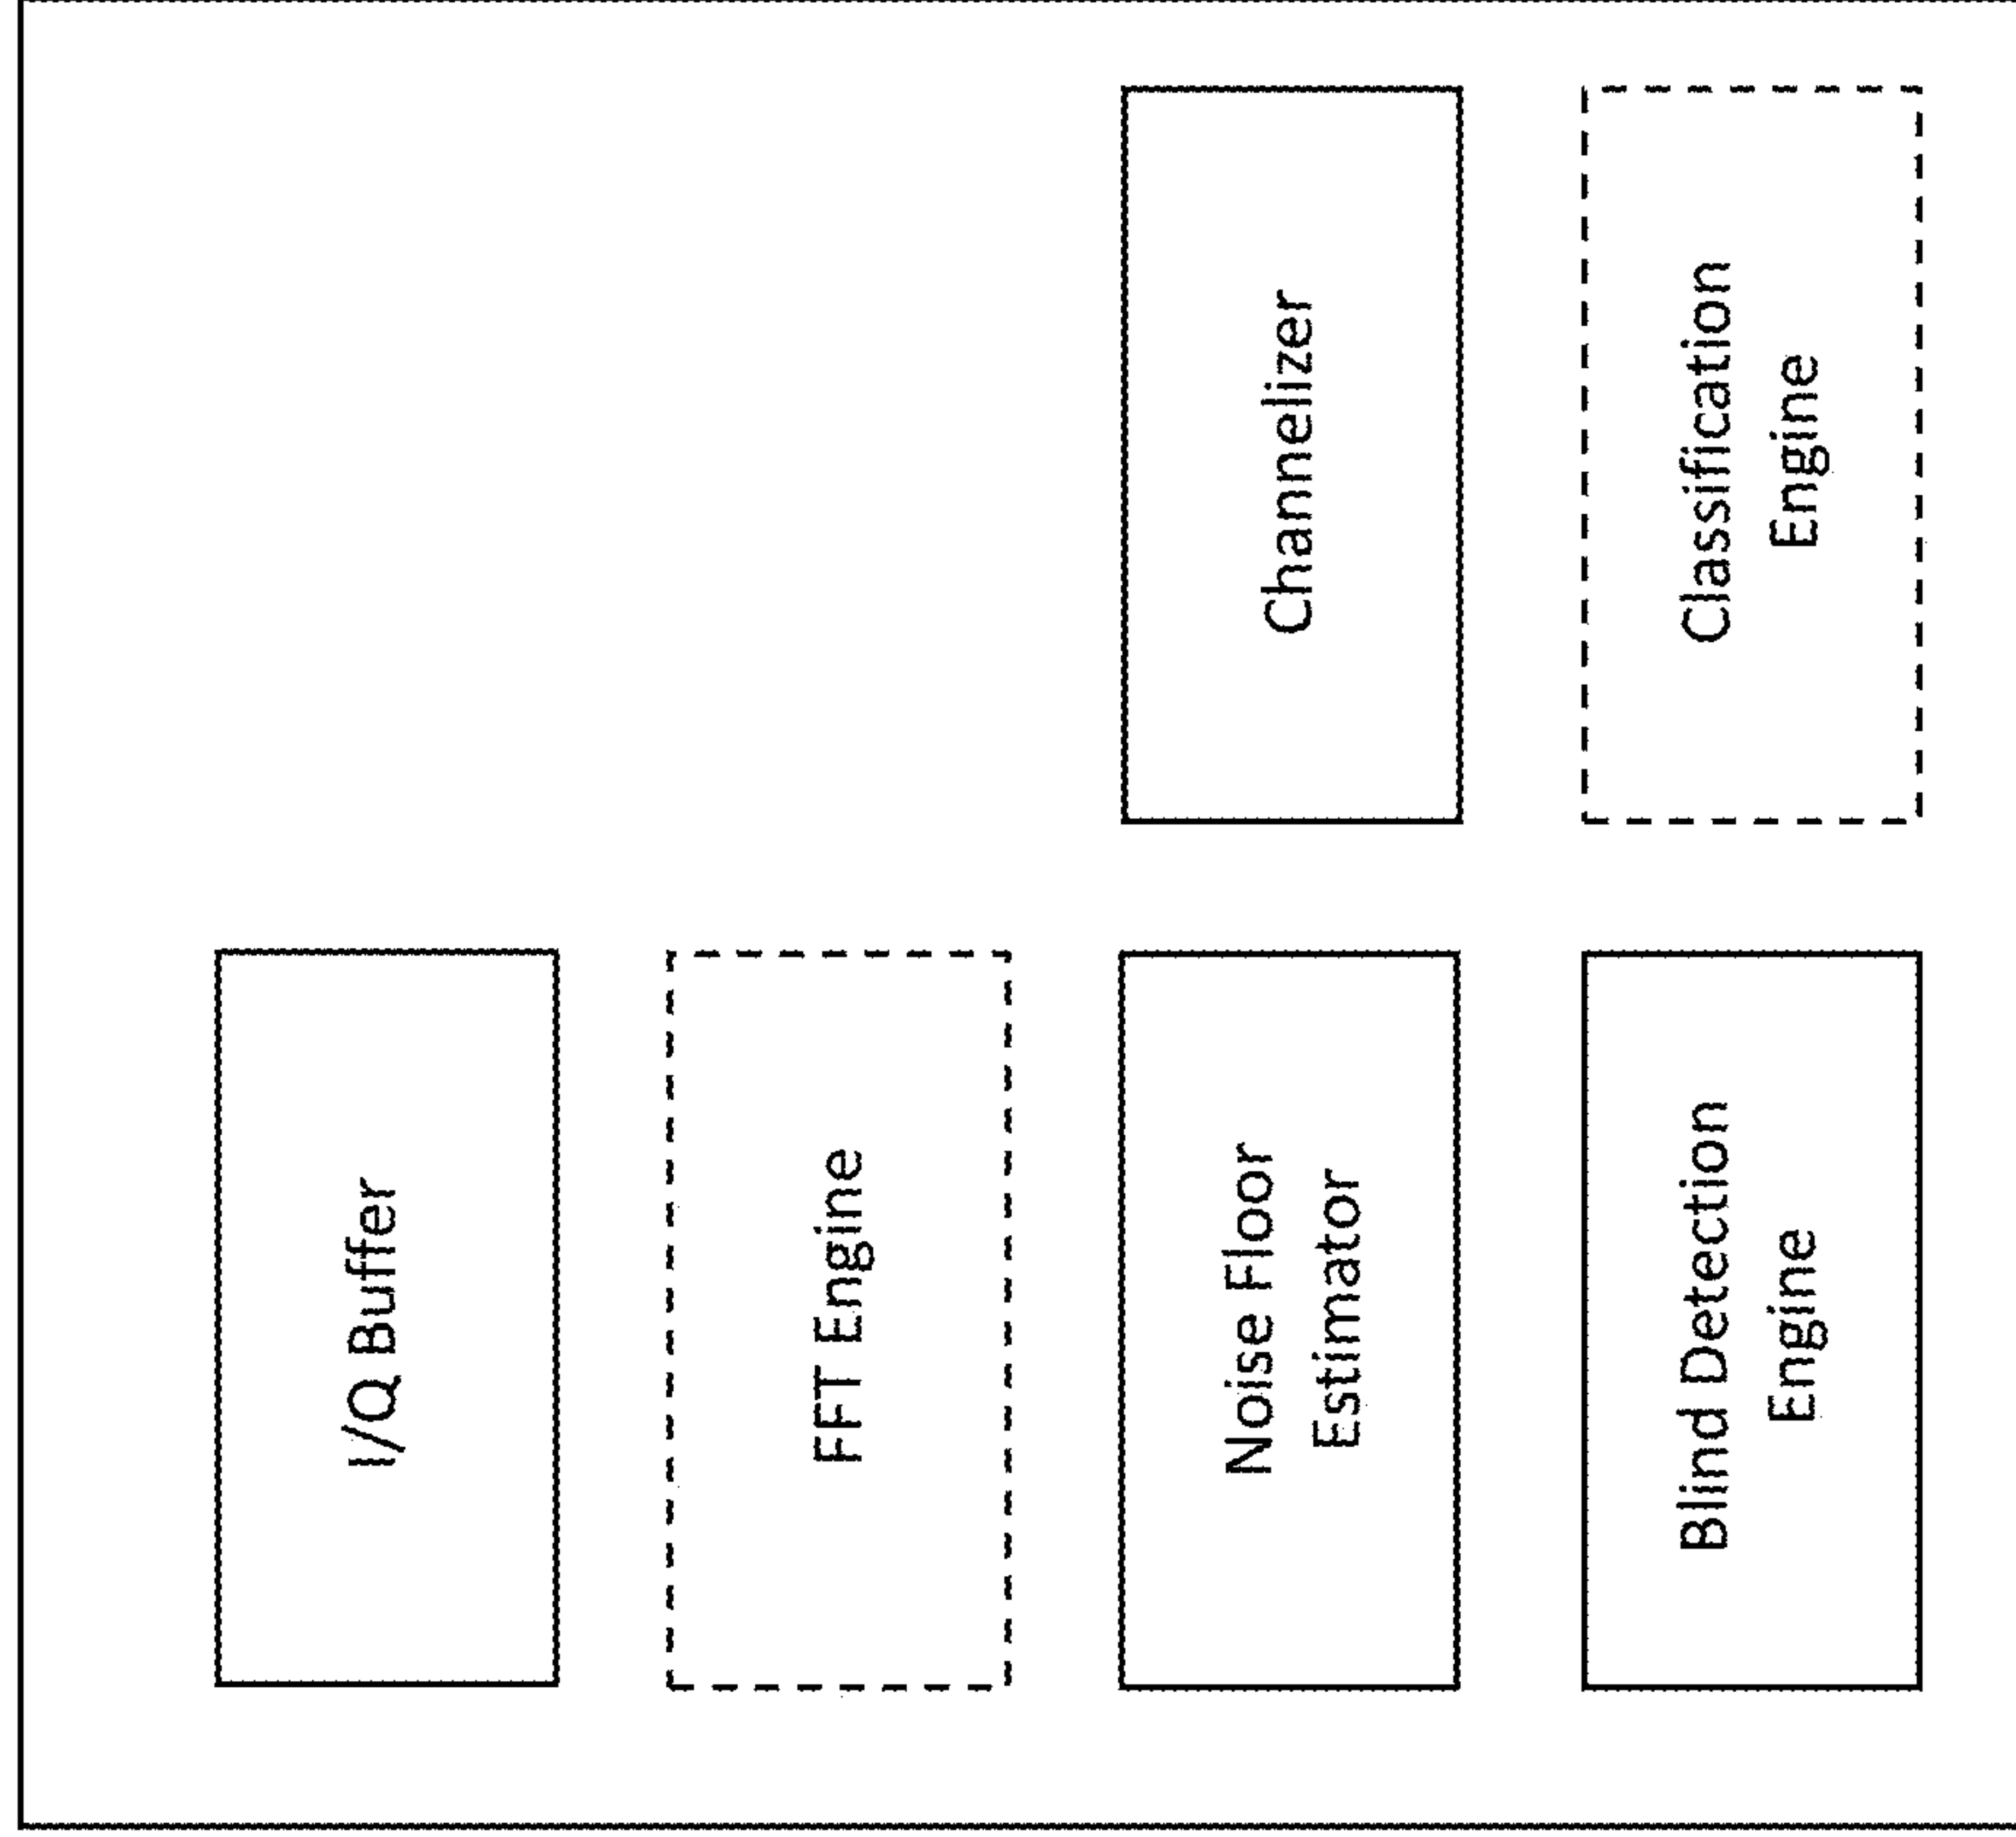 I/Q Buffer
FFT Engine
Noise Floor
Estimator
Blind Detection
Engine
Channelizer
Classification
Engine